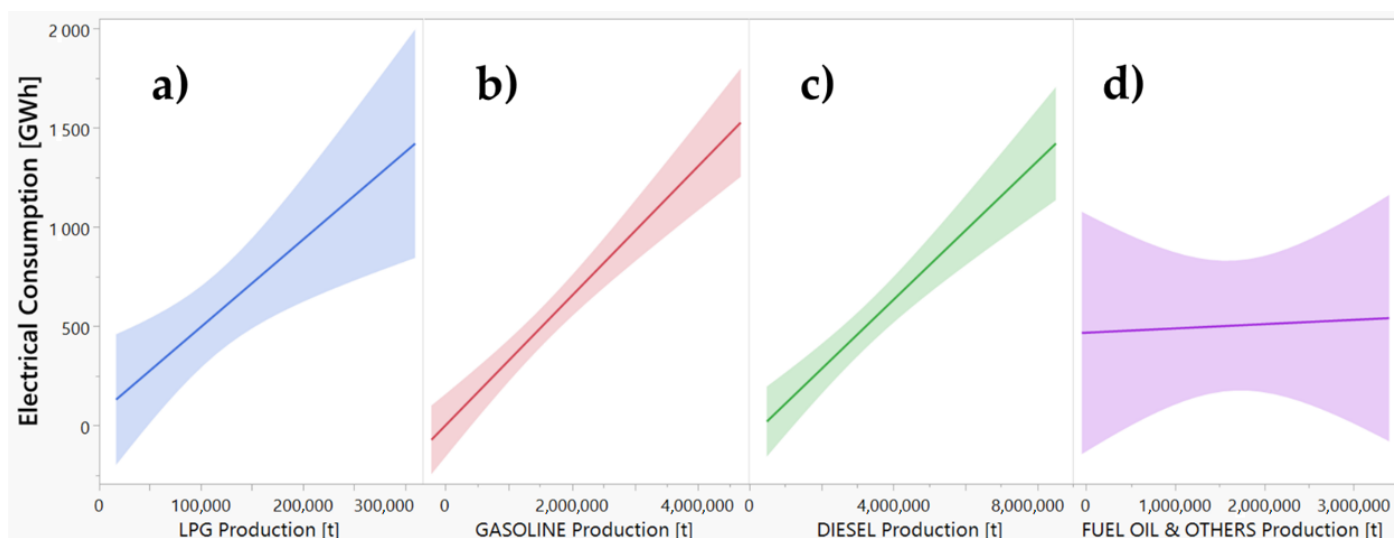 a) b) c) d)
Electrical Consumption [GWh]
2 000
1 500
1 000
500
0
0 100,000 200,000 300,000 0 2,000,000 4,000,000 0 4,000,000 8,000,000 0 1,000,000 2,000,000 3,000,000
LPG Production [t] GASOLINE Production [t] DIESEL Production [t] FUEL OIL & OTHERS Production [t]